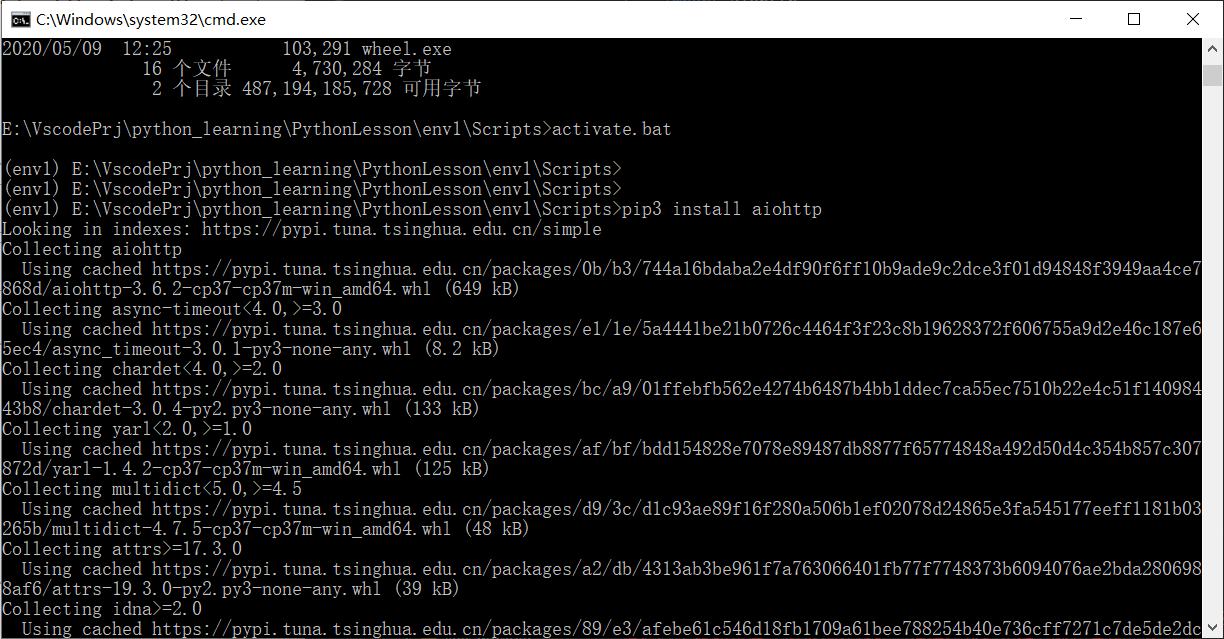 C:\Windows\system32\cmd.exe
2020/05/09  12:25           103,291 wheel.exe
              16 个文件      4,730,284 字节
               2 个目录 487,194,185,728 可用字节
E:\VscodePrj\python_learning\PythonLesson\env1\Scripts>activate.bat
(env1) E:\VscodePrj\python_learning\PythonLesson\env1\Scripts>
(env1) E:\VscodePrj\python_learning\PythonLesson\env1\Scripts>
(env1) E:\VscodePrj\python_learning\PythonLesson\env1\Scripts>pip3 install aiohttp
Looking in indexes: https://pypi.tuna.tsinghua.edu.cn/simple
Collecting aiohttp
  Using cached https://pypi.tuna.tsinghua.edu.cn/packages/0b/b3/744a16bdaba2e4df90f6ff10b9ade9c2dce3f01d94848f3949aa4ce7
868d/aiohttp-3.6.2-cp37-cp37m-win_amd64.whl (649 kB)
Collecting async-timeout<4.0,>=3.0
  Using cached https://pypi.tuna.tsinghua.edu.cn/packages/e1/1e/5a4441be21b0726c4464f3f23c8b19628372f606755a9d2e46c187e6
5ec4/async_timeout-3.0.1-py3-none-any.whl (8.2 kB)
Collecting chardet<4.0,>=2.0
  Using cached https://pypi.tuna.tsinghua.edu.cn/packages/bc/a9/01ffebfb562e4274b6487b4bb1ddec7ca55ec7510b22e4c51f140984
43b8/chardet-3.0.4-py2.py3-none-any.whl (133 kB)
Collecting yarl<2.0,>=1.0
  Using cached https://pypi.tuna.tsinghua.edu.cn/packages/af/bf/bdd154828e7078e89487db8877f65774848a492d50d4c354b857c307
872d/yarl-1.4.2-cp37-cp37m-win_amd64.whl (125 kB)
Collecting multidict<5.0,>=4.5
  Using cached https://pypi.tuna.tsinghua.edu.cn/packages/d9/3c/d1c93ae89f16f280a506b1ef02078d24865e3fa545177eeff1181b03
265b/multidict-4.7.5-cp37-cp37m-win_amd64.whl (48 kB)
Collecting attrs>=17.3.0
  Using cached https://pypi.tuna.tsinghua.edu.cn/packages/a2/db/4313ab3be961f7a763066401fb77f7748373b6094076ae2bda280698
8af6/attrs-19.3.0-py2.py3-none-any.whl (39 kB)
Collecting idna>=2.0
  Using cached https://pypi.tuna.tsinghua.edu.cn/packages/89/e3/afebe61c546d18fb1709a61bee788254b40e736cff7271c7de5de2dc